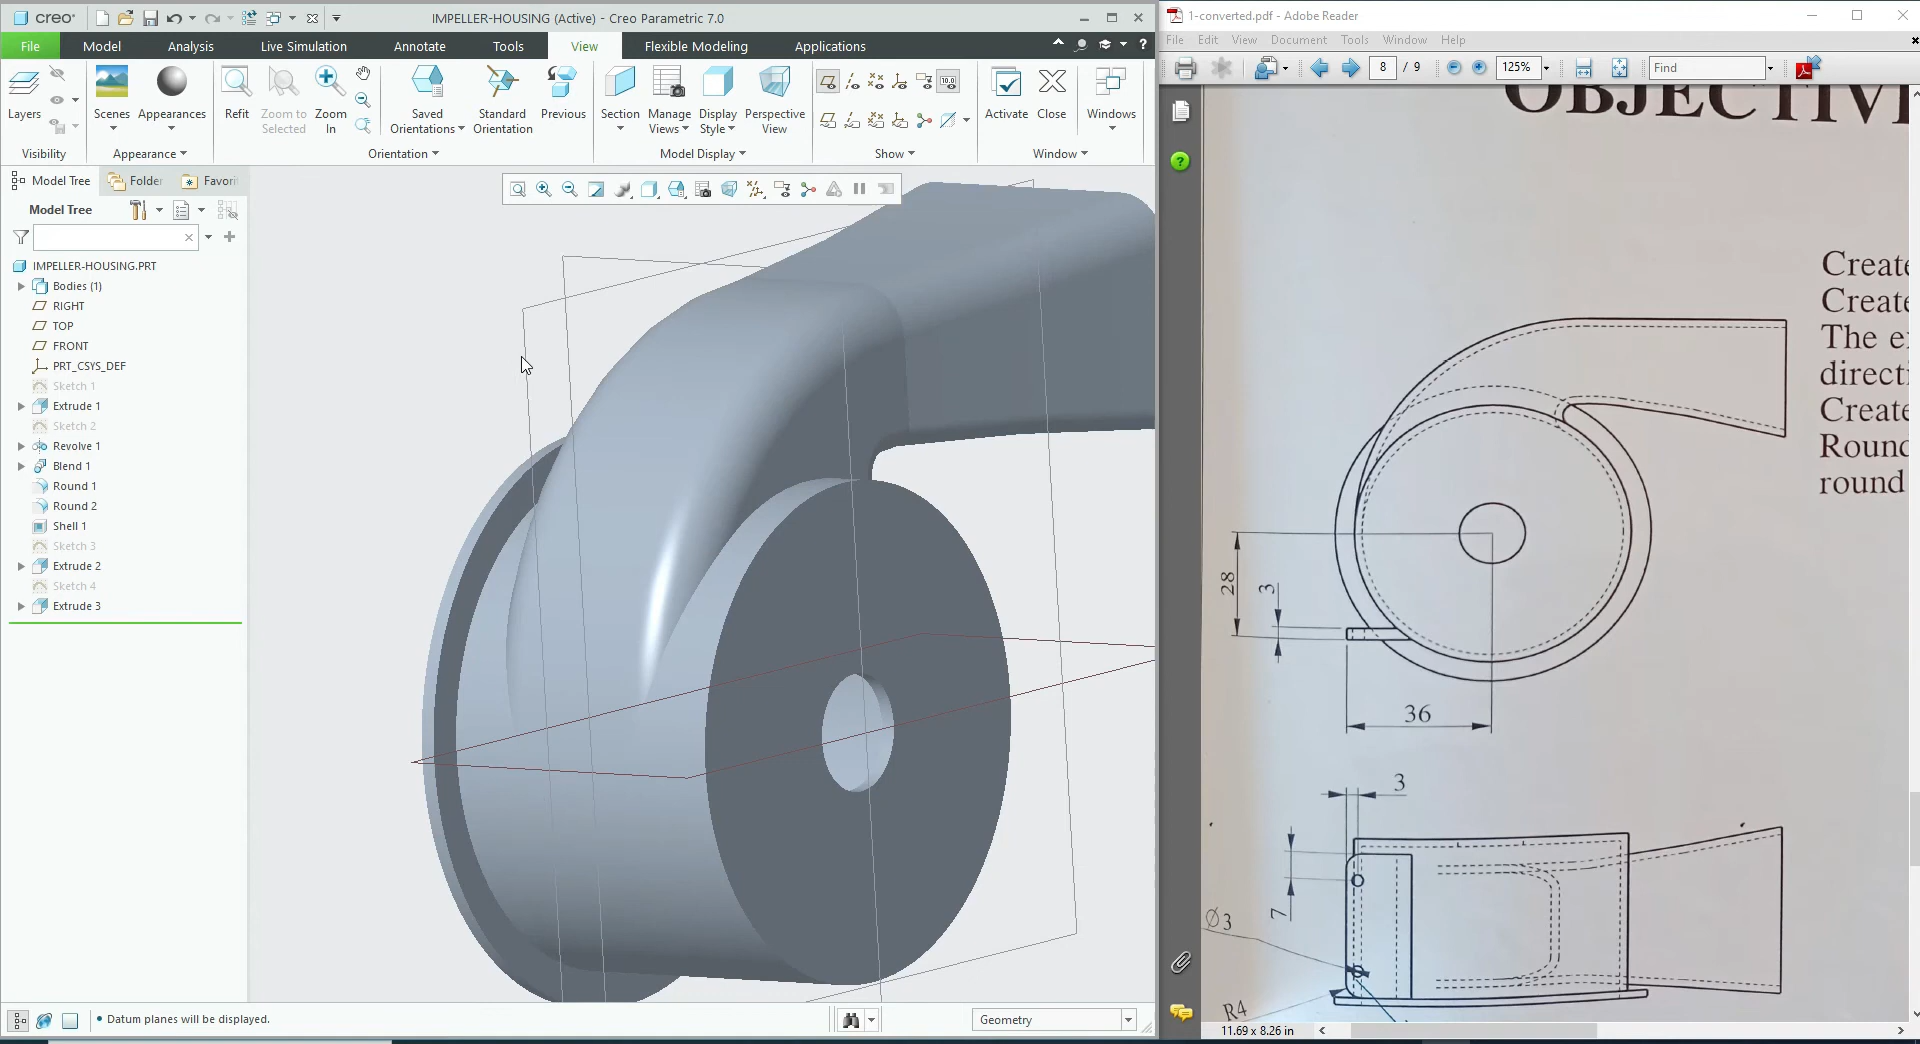 creo
IMPELLER-HOUSING (Active) - Creo Parametric 7.0
File
Model
Analysis
Live Simulation
Annotate
Tools
View
Flexible Modeling
Applications
Layers
Scenes
Appearances
Refit
Zoom to Selected
Zoom In
Saved Orientations
Standard Orientation
Previous
Section
Manage Views
Display Style
Perspective View
10.0
Activate
Close
Windows
Visibility
Appearance
Orientation
Model Display
Show
Window
Model Tree
Folder
Favori
Model Tree
IMPELLER-HOUSING.PRT
Bodies (1)
RIGHT
TOP
FRONT
PRT_CSYS_DEF
Sketch 1
Extrude 1
Sketch 2
Revolve 1
Blend 1
Round 1
Round 2
Shell 1
Sketch 3
Extrude 2
Sketch 4
Extrude 3
• Datum planes will be displayed.
Geometry
1-converted.pdf - Adobe Reader
File Edit View Document Tools Window Help
8 / 9
125%
Find
OBJECTIV
Create
Create
The e
direct
Create
Round
round
28
3
36
3
7
Ø3
R4
11.69 x 8.26 in